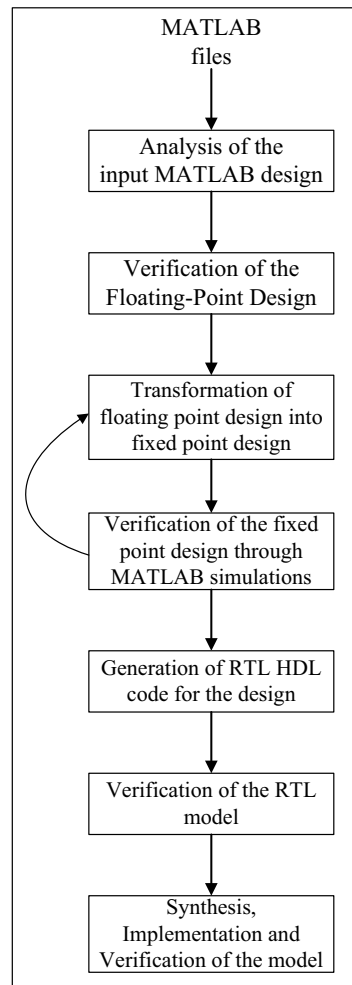 MATLAB
files
Analysis of the
input MATLAB design
Verification of the
Floating-Point Design
Transformation of
floating point design into
fixed point design
Verification of the fixed
point design through
MATLAB simulations
Generation of RTL HDL
code for the design
Verification of the RTL
model
Synthesis,
Implementation and
Verification of the model